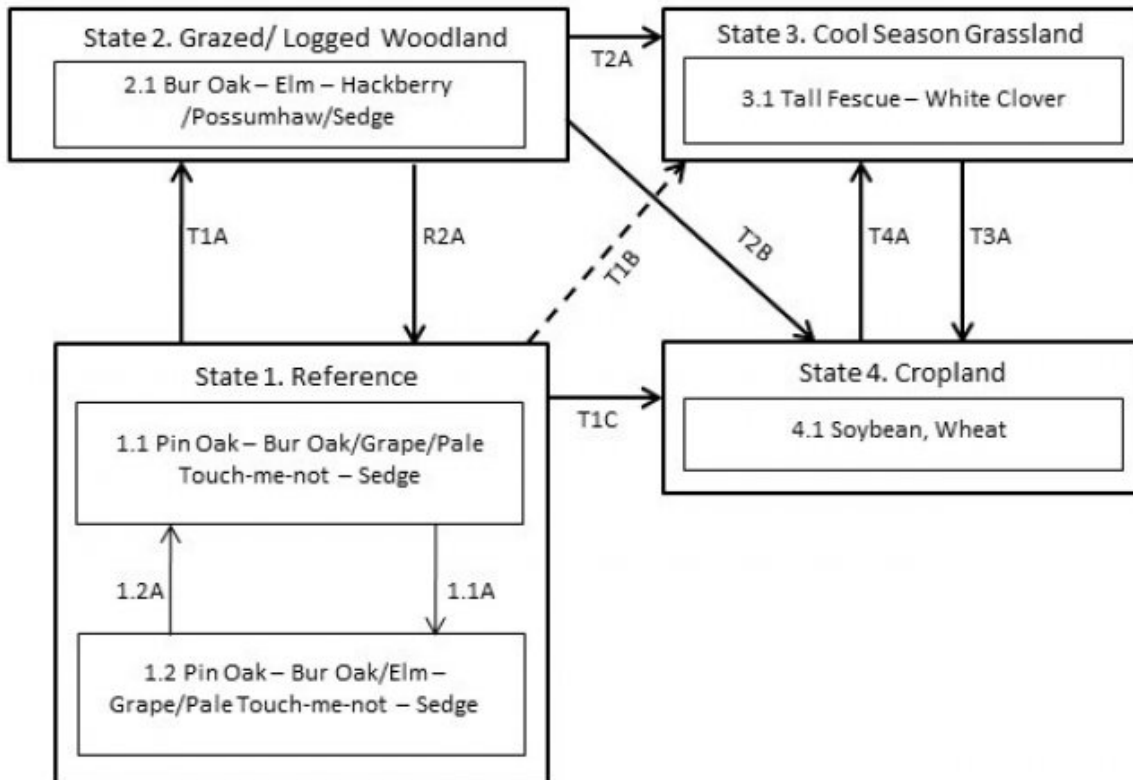 State 2. Grazed/ Logged Woodland
2.1 Bur Oak – Elm – Hackberry
/Possumhaw/Sedge
T2A
State 3. Cool Season Grassland
3.1 Tall Fescue – White Clover
T1A
R2A
T1B
T2B
T4A
T3A
State 1. Reference
1.1 Pin Oak – Bur Oak/Grape/Pale
Touch-me-not – Sedge
T1C
State 4. Cropland
4.1 Soybean, Wheat
1.2A
1.1A
1.2 Pin Oak – Bur Oak/Elm –
Grape/Pale Touch-me-not – Sedge